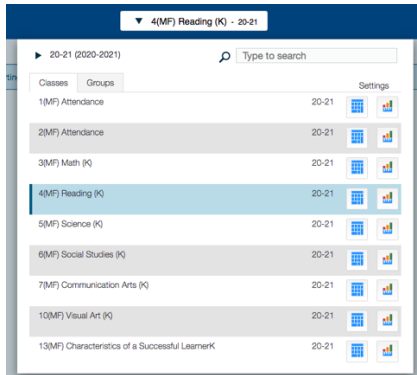 4(MF) Reading (K) - 20-21
20-21 (2020-2021)
Type to search
Classes Groups Settings
1(MF) Attendance 20-21
2(MF) Attendance 20-21
3(MF) Math (K) 20-21
4(MF) Reading (K) 20-21
5(MF) Science (K) 20-21
6(MF) Social Studies (K) 20-21
7(MF) Communication Arts (K) 20-21
10(MF) Visual Art (K) 20-21
13(MF) Characteristics of a Successful LearnerK 20-21